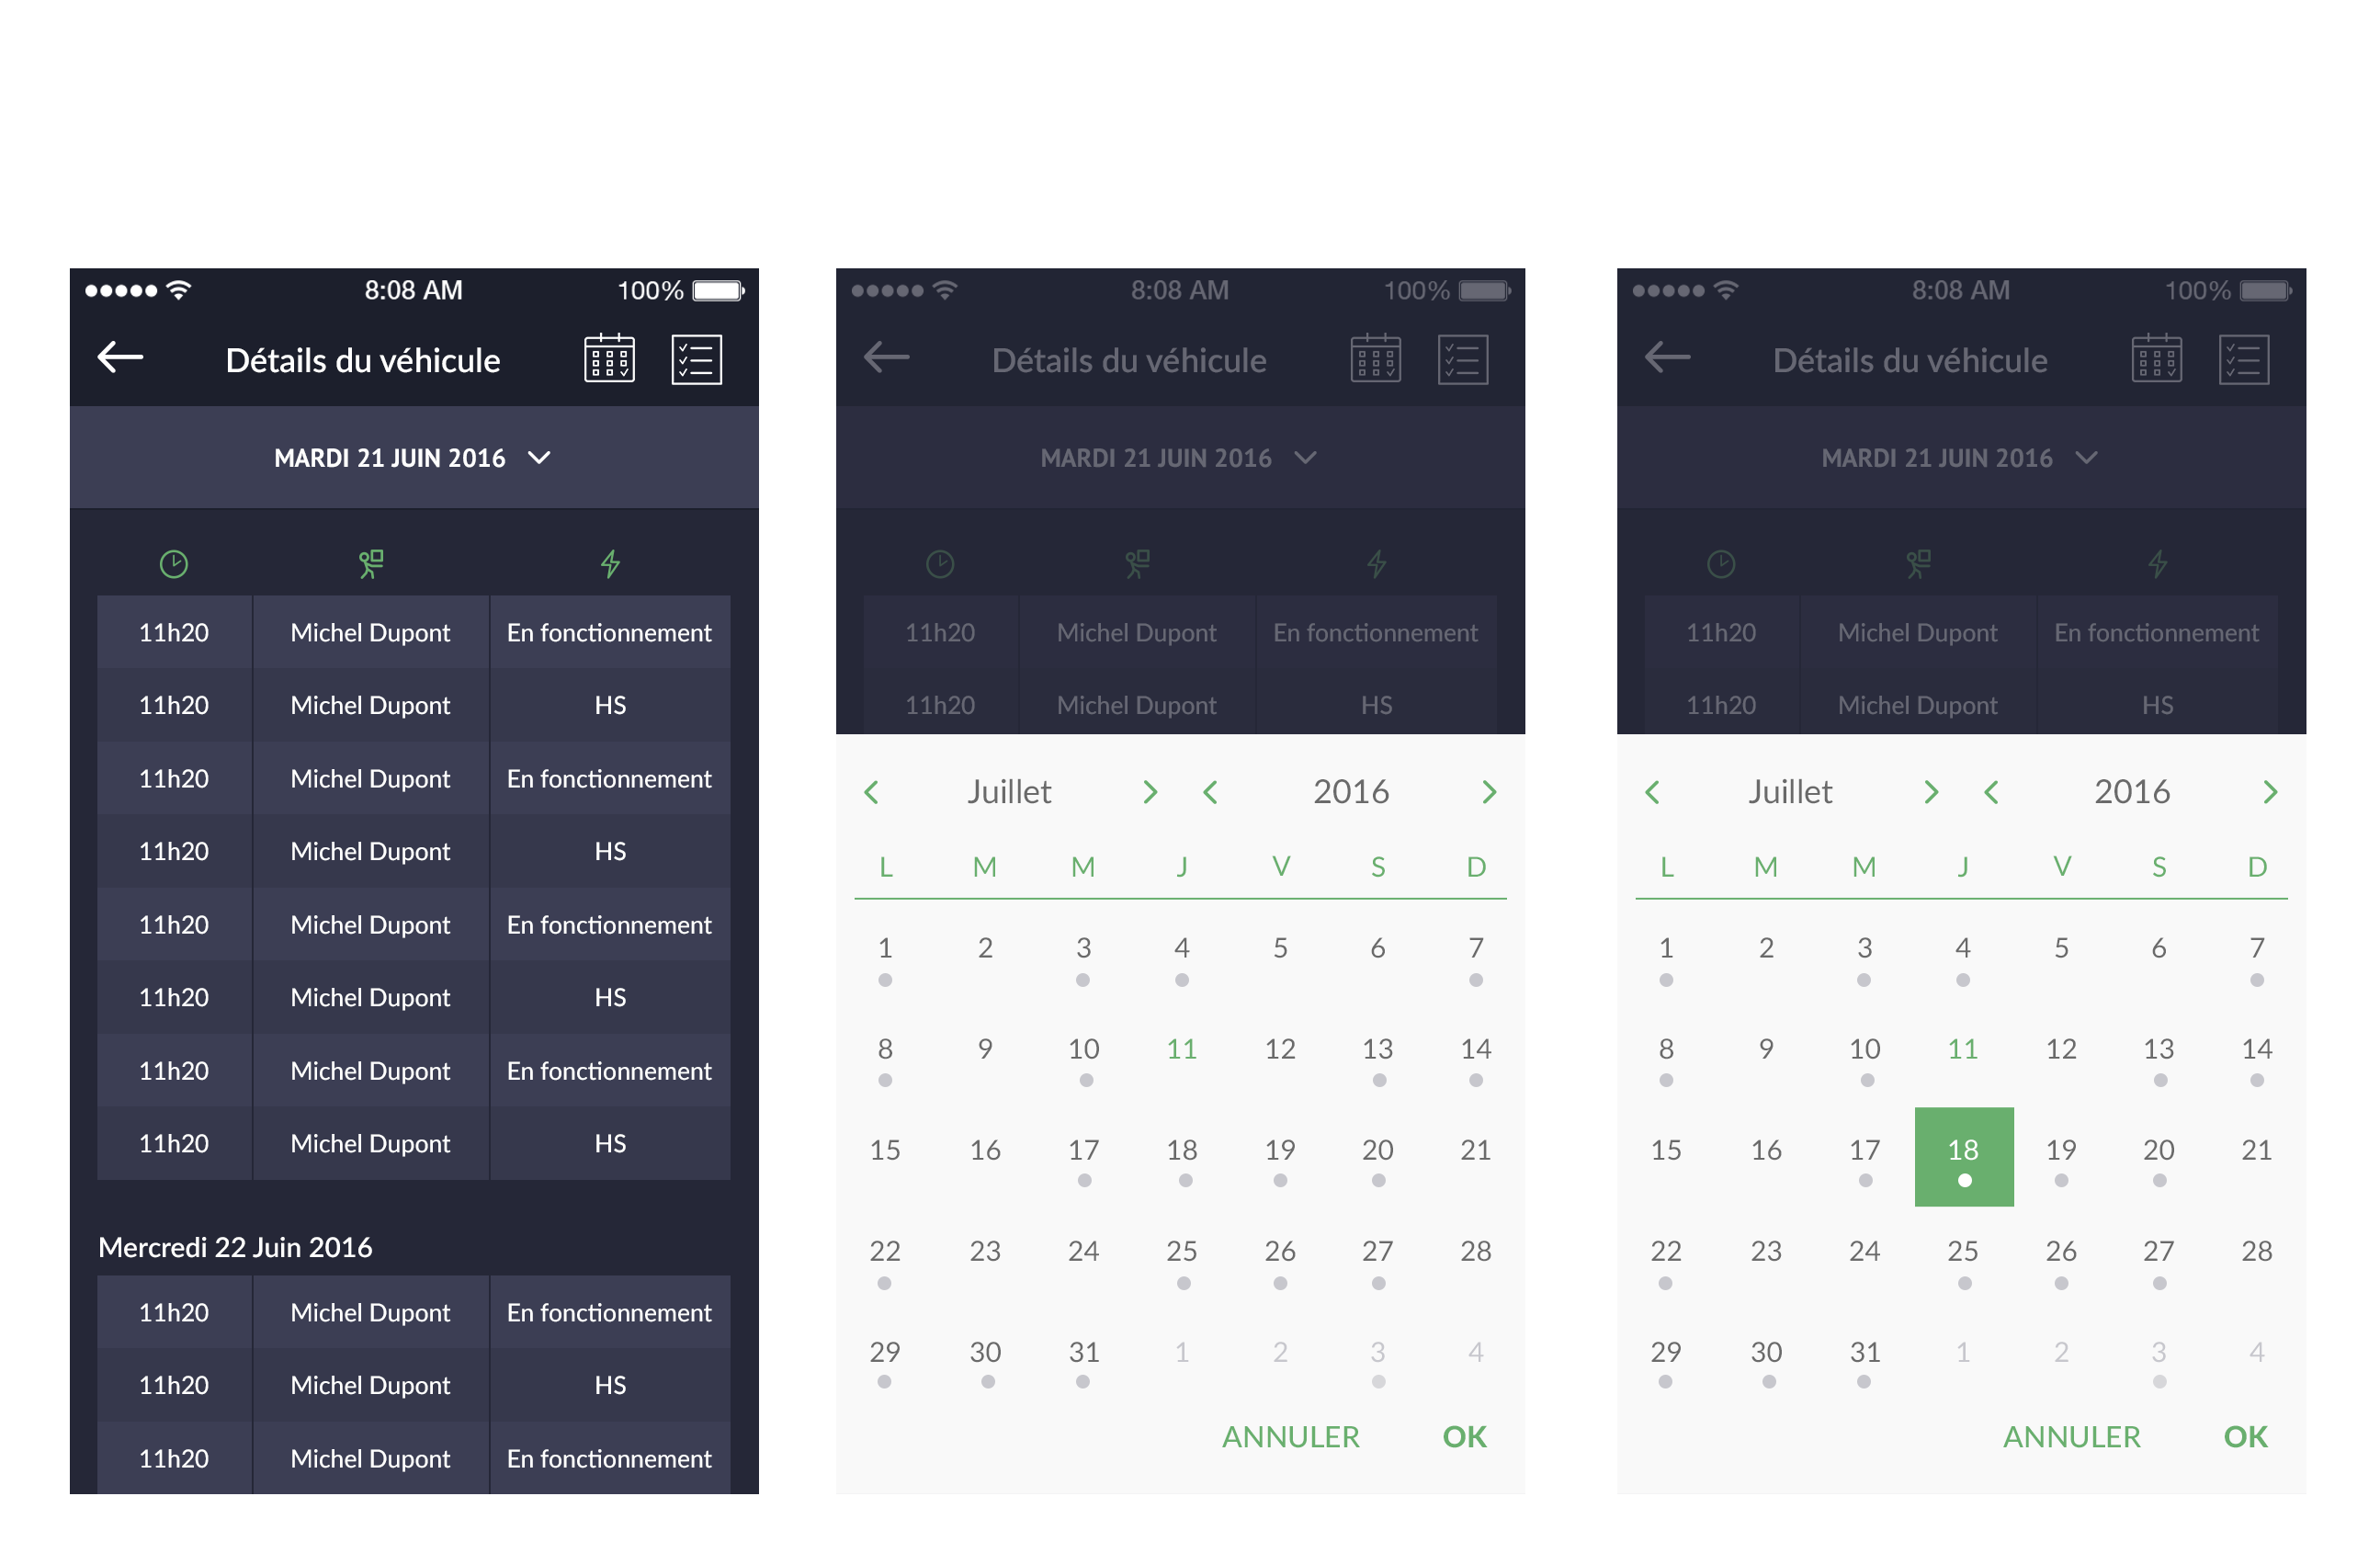 8:08 AM 100%
Détails du véhicule
MARDI 21 JUIN 2016
11h20 Michel Dupont En fonctionnement
11h20 Michel Dupont HS
11h20 Michel Dupont En fonctionnement
11h20 Michel Dupont HS
11h20 Michel Dupont En fonctionnement
11h20 Michel Dupont HS
11h20 Michel Dupont En fonctionnement
11h20 Michel Dupont HS
Mercredi 22 Juin 2016
11h20 Michel Dupont En fonctionnement
11h20 Michel Dupont HS
11h20 Michel Dupont En fonctionnement
8:08 AM 100%
Détails du véhicule
MARDI 21 JUIN 2016
11h20 Michel Dupont En fonctionnement
11h20 Michel Dupont HS
Juillet 2016
L M M J V S D
1 2 3 4 5 6 7
8 9 10 11 12 13 14
15 16 17 18 19 20 21
22 23 24 25 26 27 28
29 30 31 1 2 3 4
ANNULER OK
8:08 AM 100%
Détails du véhicule
MARDI 21 JUIN 2016
11h20 Michel Dupont En fonctionnement
11h20 Michel Dupont HS
Juillet 2016
L M M J V S D
1 2 3 4 5 6 7
8 9 10 11 12 13 14
15 16 17 18 19 20 21
22 23 24 25 26 27 28
29 30 31 1 2 3 4
ANNULER OK